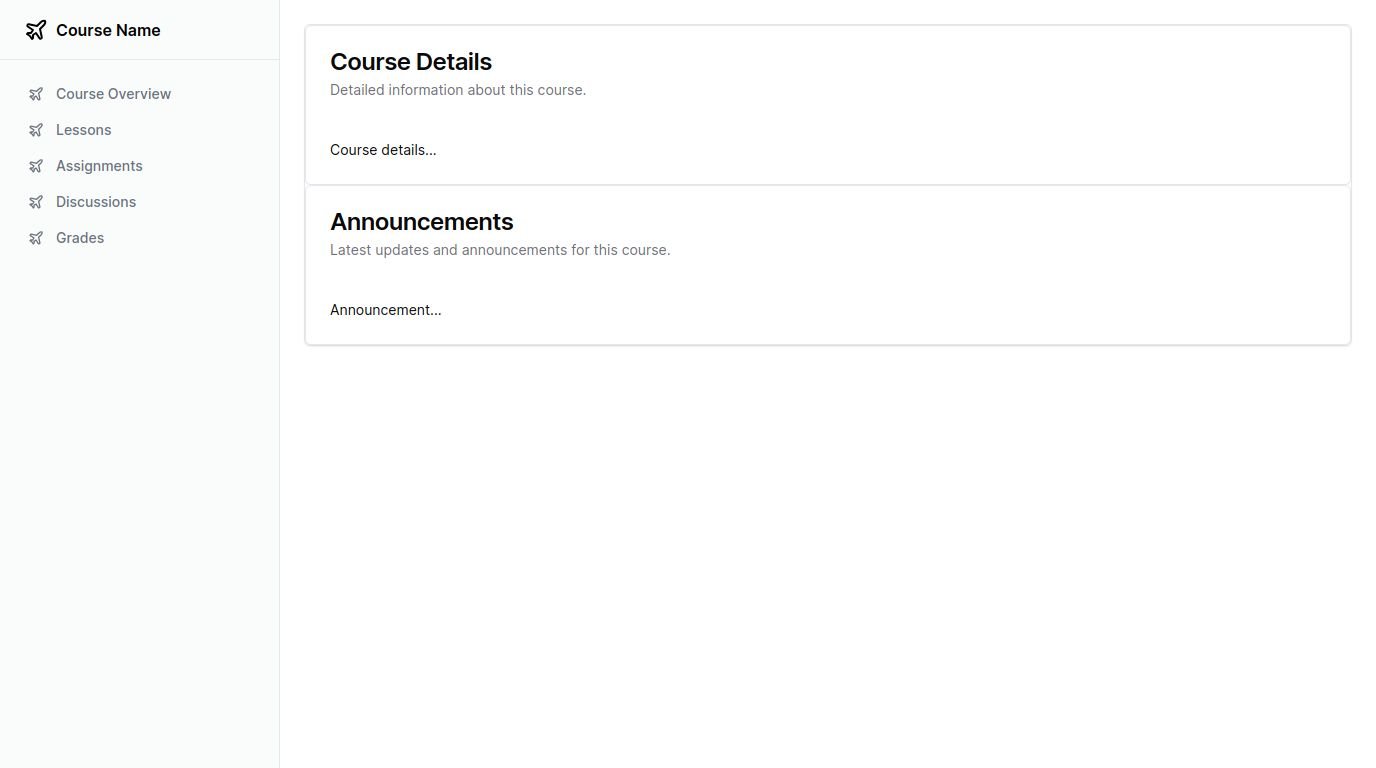 Course Name
Course Overview
Lessons
Assignments
Discussions
Grades
Course Details
Detailed information about this course.
Course details...
Announcements
Latest updates and announcements for this course.
Announcement...